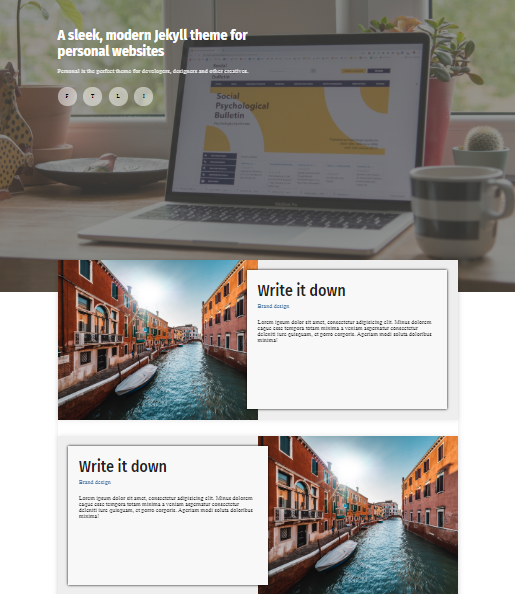 A sleek, modern Jekyll theme for
personal websites
Personal is the perfect theme for developers, designers and other creatives.
F T L I
Social
Psychological
Bulletin
Write it down
Brand design
Lorem ipsum dolor sit amet, consectetur adipisicing elit. Minus dolorem
eaque esse tempora totam minima a veniam aspernatur consectetur
deleniti iure quisquam, et porro corporis. Aperiam modi soluta doloribus
minima!
Write it down
Brand design
Lorem ipsum dolor sit amet, consectetur adipisicing elit. Minus dolorem
eaque esse tempora totam minima a veniam aspernatur consectetur
deleniti iure quisquam, et porro corporis. Aperiam modi soluta doloribus
minima!